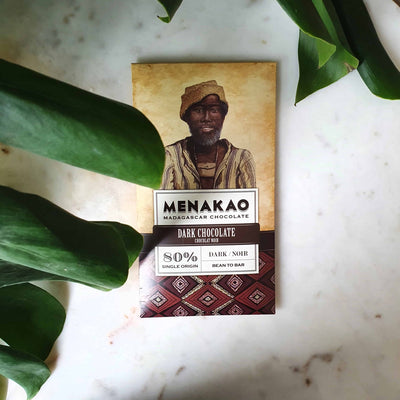 MENAKAO
MADAGASCAR CHOCOLATE
DARK CHOCOLATE
CHOCOLAT NOIR
80%
SINGLE ORIGIN
DARK / NOIR
BEAN TO BAR